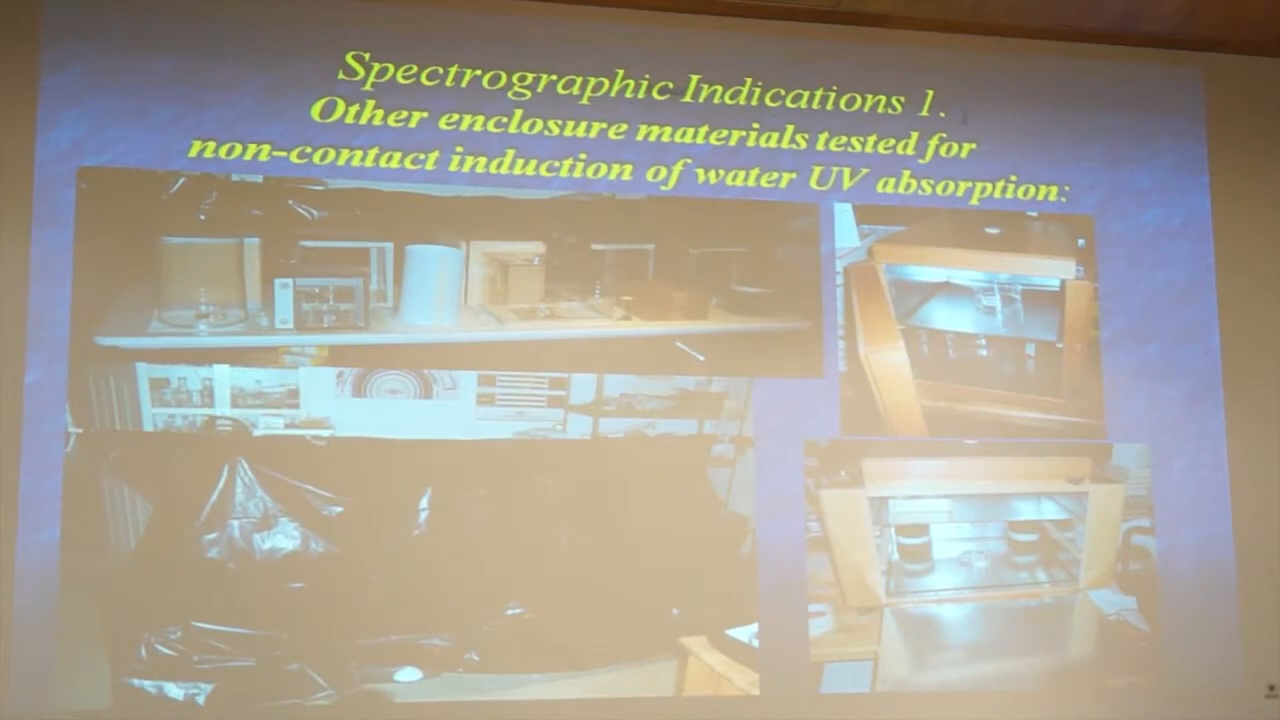 Spectrographic Indications 1.
Other enclosure materials tested for
non-contact induction of water UV absorption: